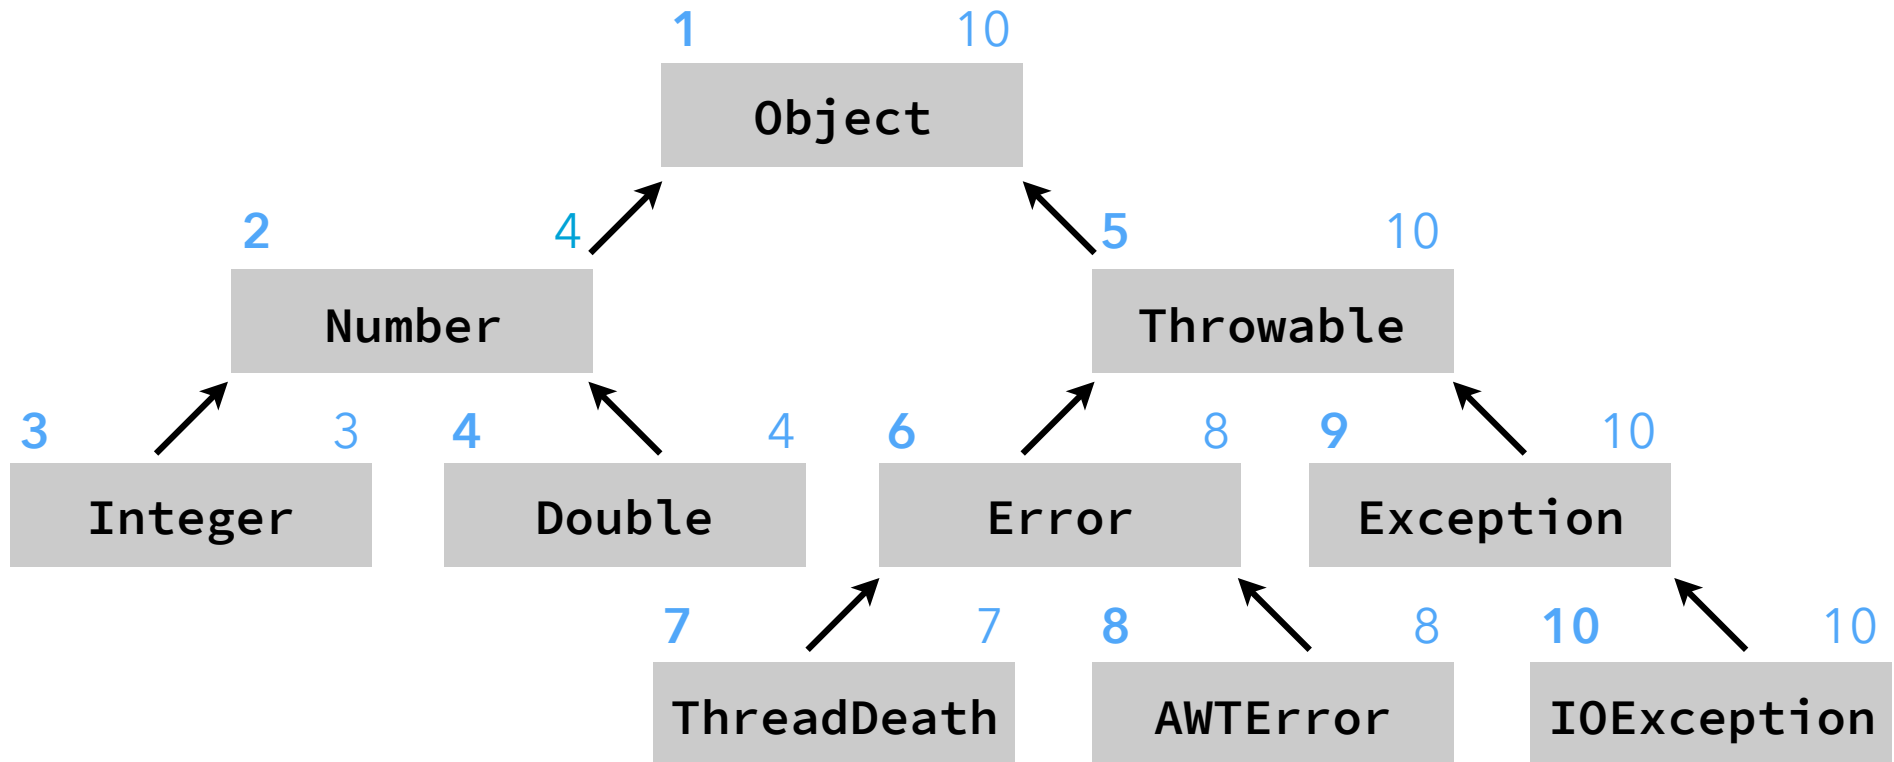 1 10
Object
2 4 5 10
Number Throwable
3 3 4 4 6 8 9 10
Integer Double Error Exception
7 7 8 8 10 10
ThreadDeath AWTError IOException